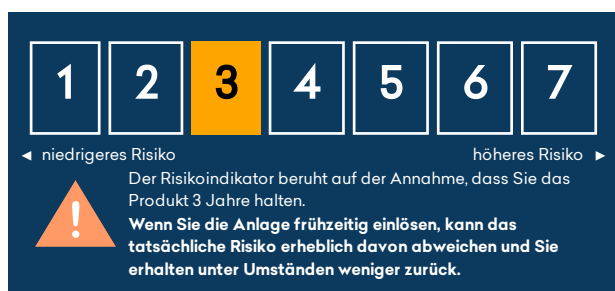 1 2 3 4 5 6 7
◄ niedrigeres Risiko höheres Risiko ►
Der Risikoindikator beruht auf der Annahme, dass Sie das
Produkt 3 Jahre halten.
Wenn Sie die Anlage frühzeitig einlösen, kann das
tatsächliche Risiko erheblich davon abweichen und Sie
erhalten unter Umständen weniger zurück.
!